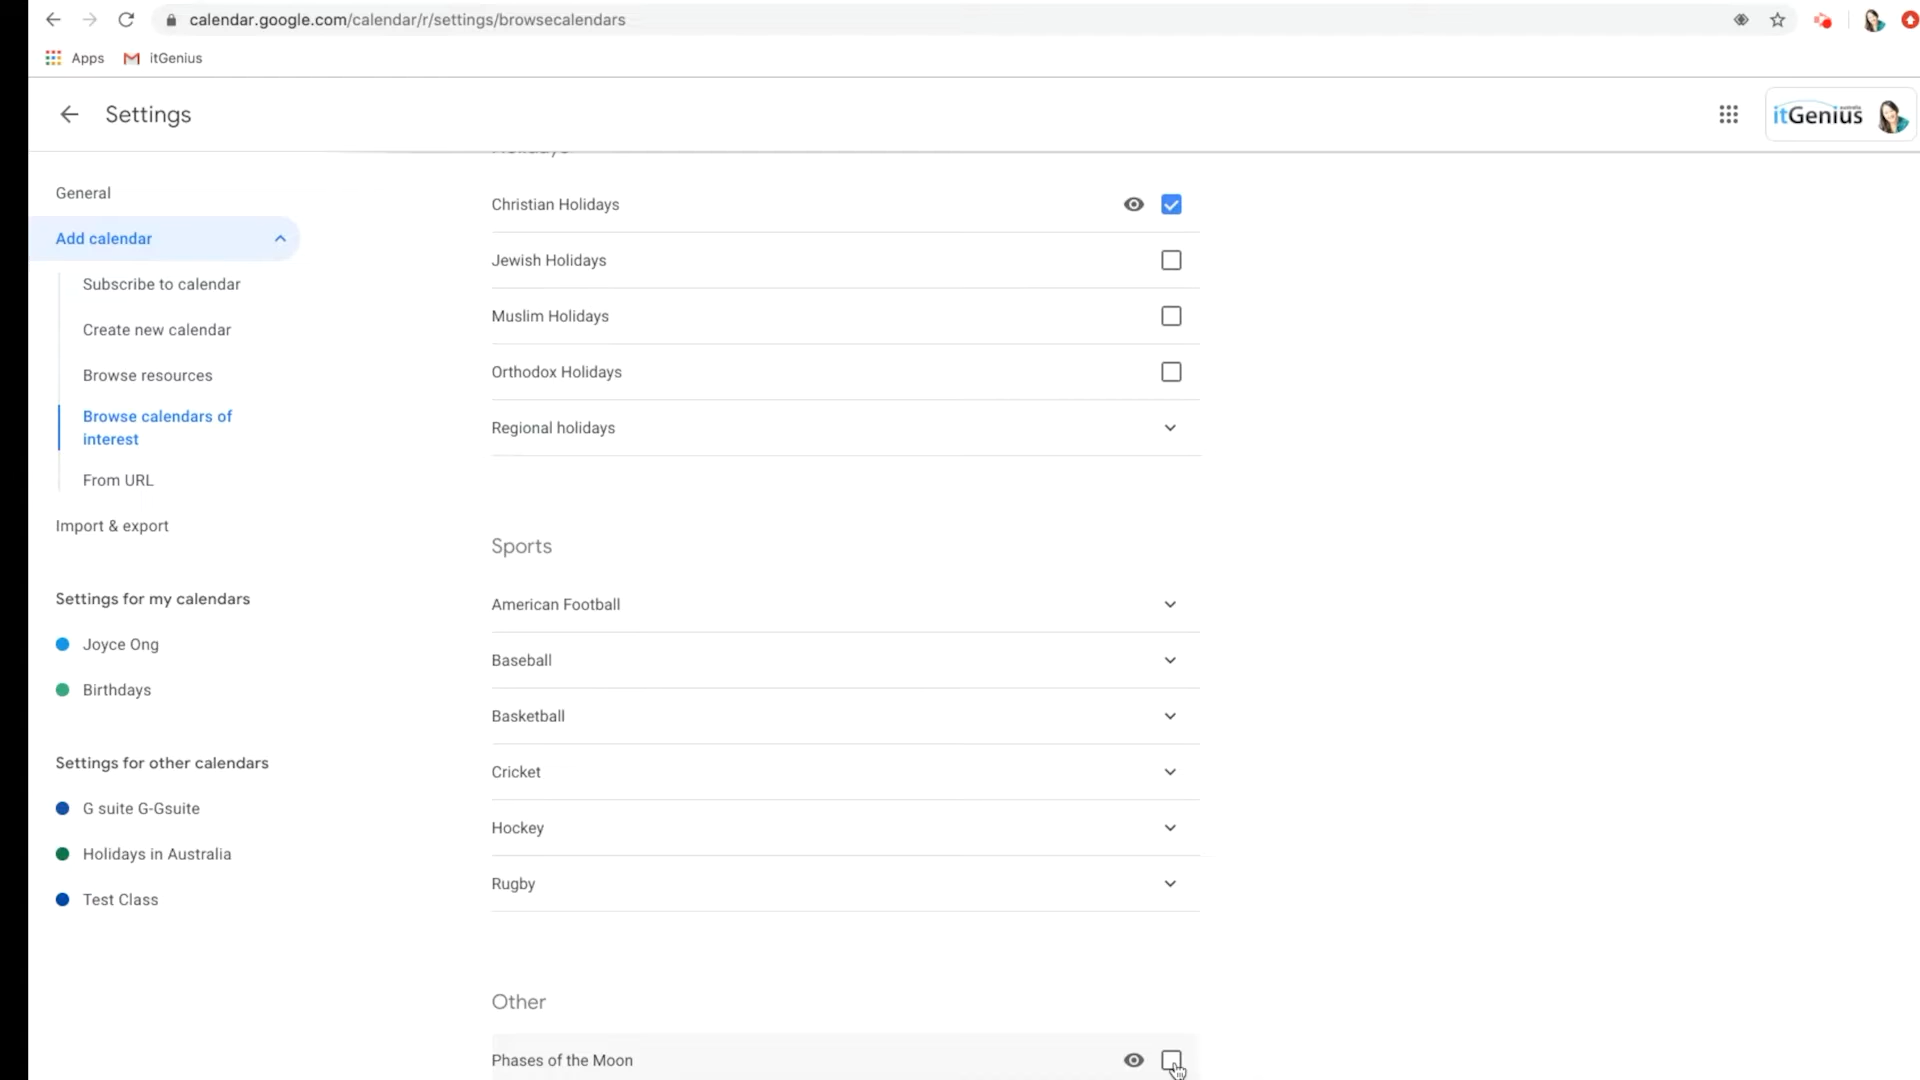 calendar.google.com/calendar/r/settings/browsecalendars
Apps
itGenius
Settings
itGenius
australia
General
Add calendar
Subscribe to calendar
Create new calendar
Browse resources
Browse calendars of
interest
From URL
Import & export
Settings for my calendars
Joyce Ong
Birthdays
Settings for other calendars
G suite G-Gsuite
Holidays in Australia
Test Class
Christian Holidays
Jewish Holidays
Muslim Holidays
Orthodox Holidays
Regional holidays
Sports
American Football
Baseball
Basketball
Cricket
Hockey
Rugby
Other
Phases of the Moon